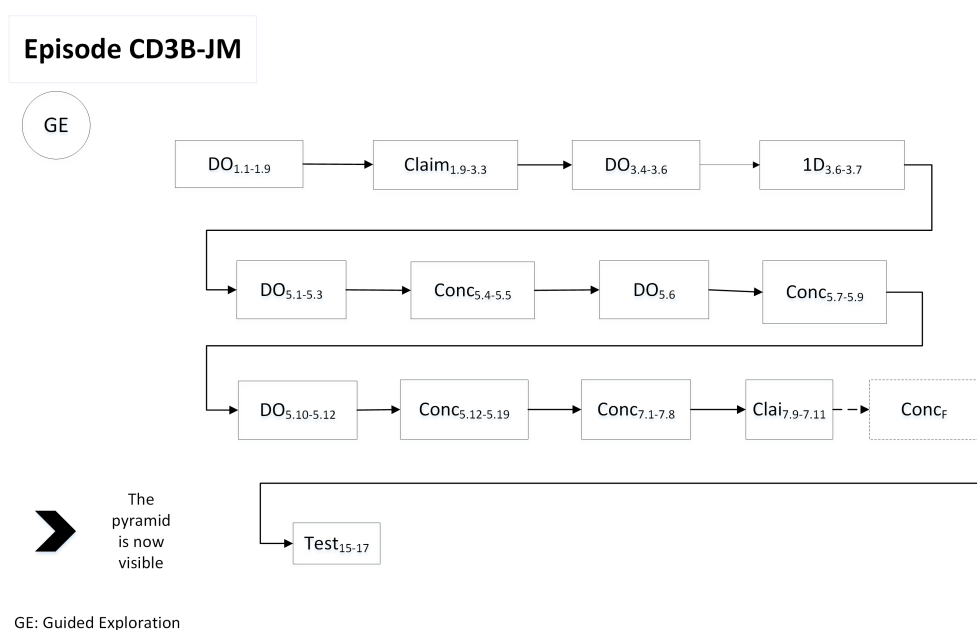 Episode CD3B-JM
GE
DO1.1-1.9
Claim1.9-3.3
DO3.4-3.6
1D3.6-3.7
DO5.1-5.3
Conc5.4-5.5
DO5.6
Conc5.7-5.9
DO5.10-5.12
Conc5.12-5.19
Conc7.1-7.8
Clai7.9-7.11
ConcF
The
pyramid
is now
visible
Test15-17
GE: Guided Exploration